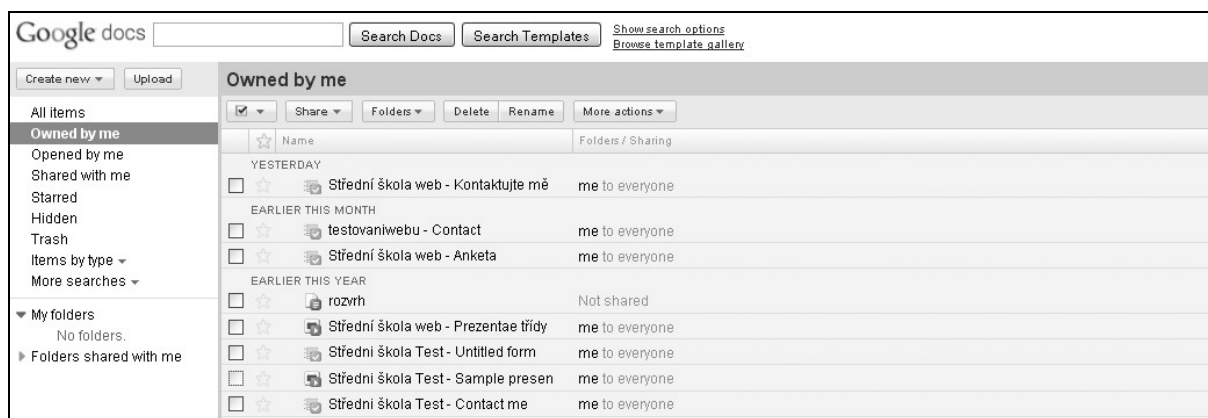 Google docs Search Docs Search Templates Show search options
Browse template gallery
Create new Upload Owned by me
Share Folders Delete Rename More actions
All items
Owned by me
Opened by me
Shared with me
Starred
Hidden
Trash
Items by type
More searches
My folders
No folders.
Folders shared with me
Name Folders / Sharing
YESTERDAY
Střední škola web - Kontaktujte mě me to everyone
EARLIER THIS MONTH
testovaniwebu - Contact me to everyone
Střední škola web - Anketa me to everyone
EARLIER THIS YEAR
rozvrh Not shared
Střední škola web - Prezentae třídy me to everyone
Středni škola Test - Untitled form me to everyone
Středni škola Test - Sample presen me to everyone
Středni škola Test - Contact me me to everyone